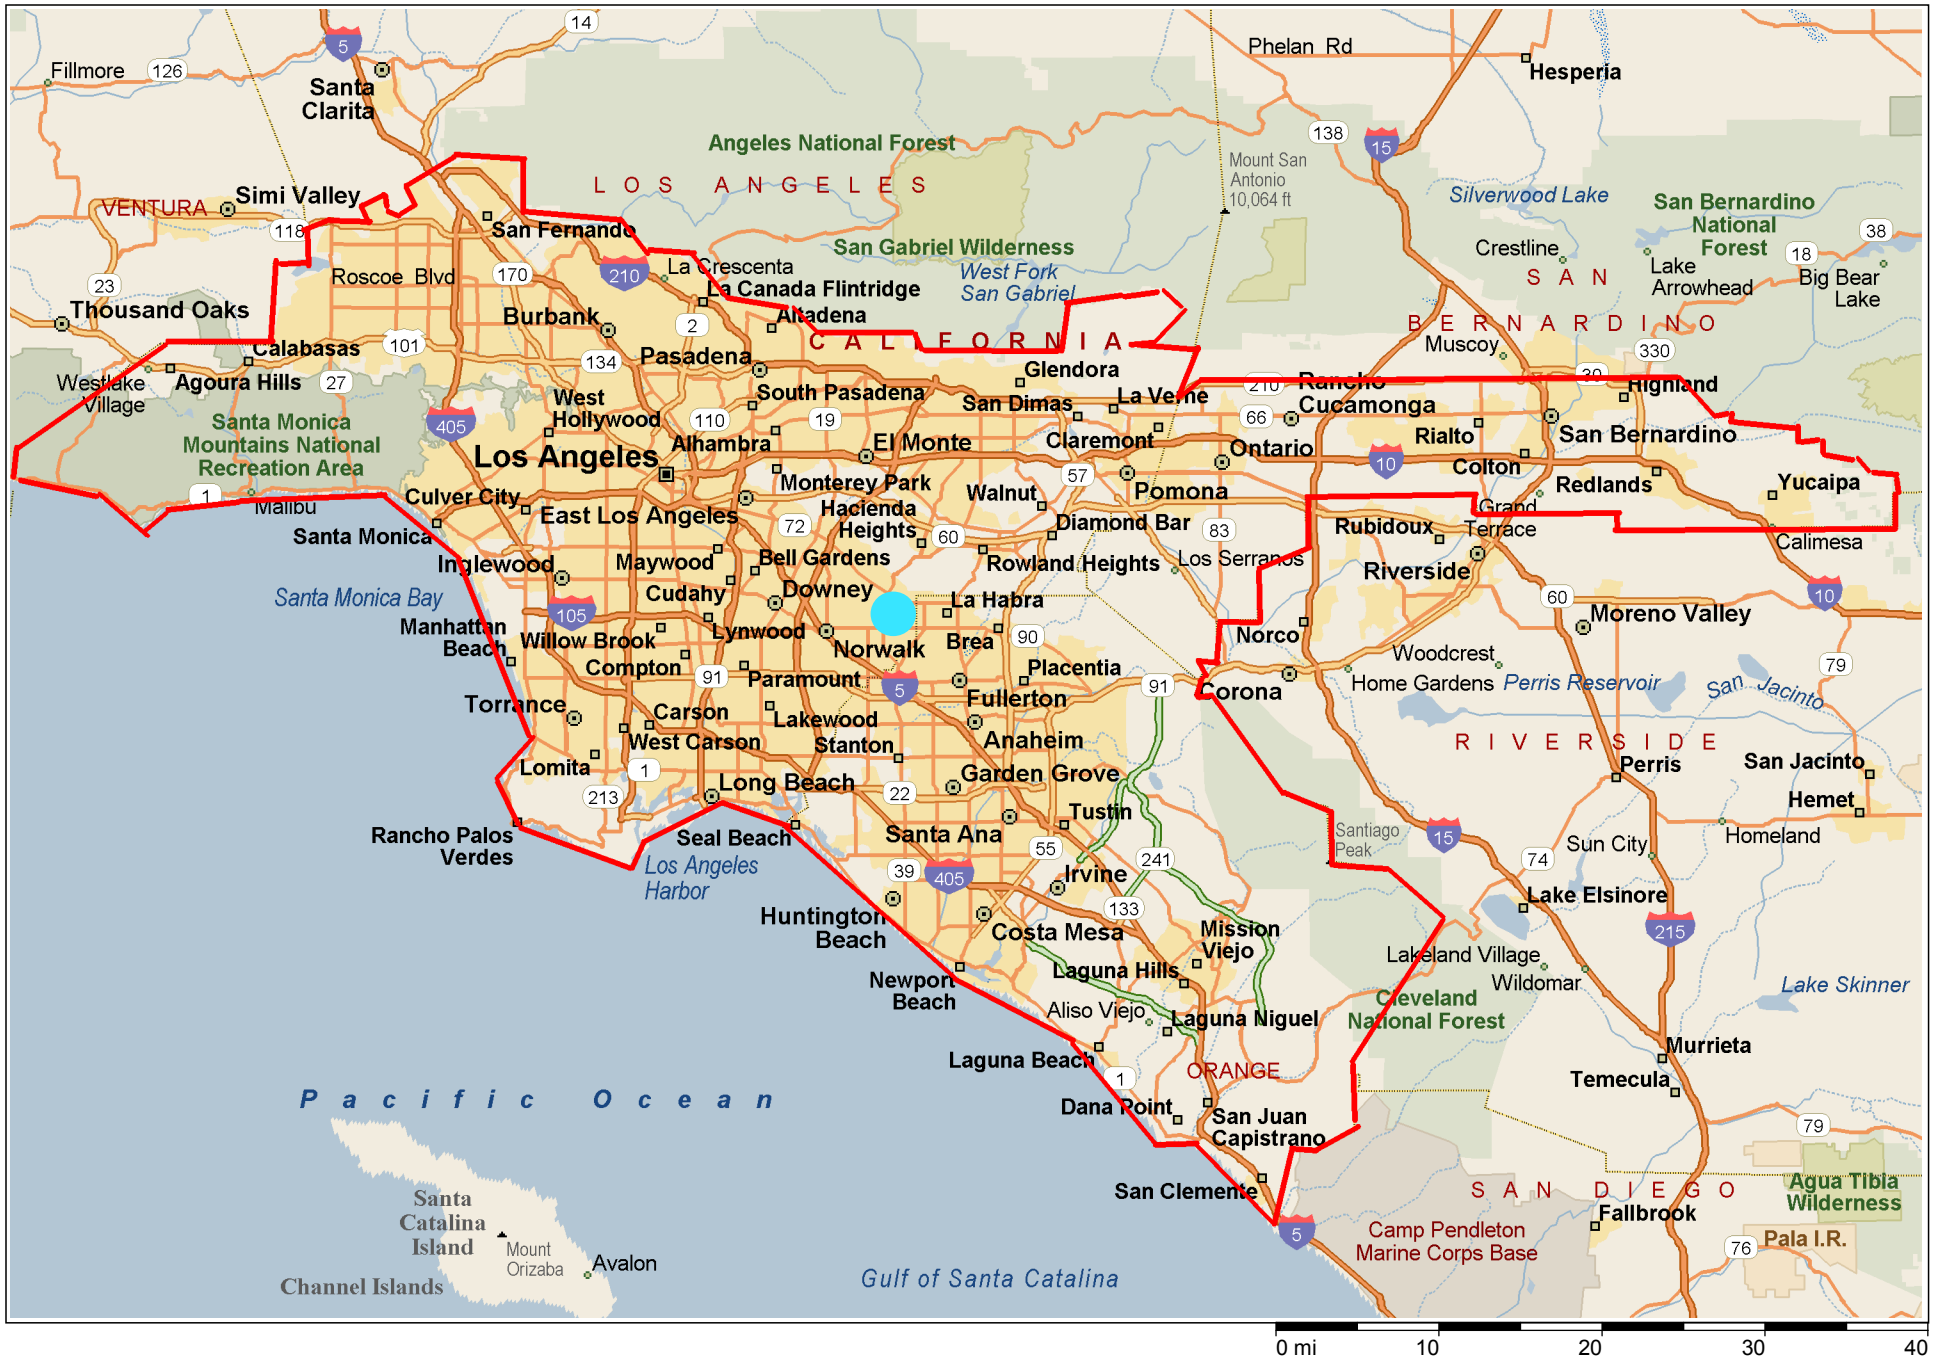 14
5
Fillmore
126
Santa
Clarita
Phelan Rd
Hesperia
138
15
Angeles National Forest
Mount San
Antonio
10,064 ft
LOS ANGELES
Silverwood Lake
San Bernardino
National
Forest
38
18
VENTURA
Simi Valley
118
San Fernando
San Gabriel Wilderness
West Fork
San Gabriel
Crestline
SAN
Lake
Arrowhead
Big Bear
Lake
23
Roscoe Blvd
170
210
La Crescenta
La Canada Flintridge
Thousand Oaks
Burbank
2
Altadena
CALIFORNIA
BERNARDINO
Muscoy
330
101
Calabasas
134
Pasadena
Glendora
Westlake
Village
Agoura Hills
27
West
Hollywood
South Pasadena
San Dimas
La Verne
210
Rancho
Cucamonga
30
Highland
66
405
110
19
Santa Monica
Mountains National
Recreation Area
Alhambra
El Monte
Claremont
Ontario
Rialto
San Bernardino
Los Angeles
10
Colton
57
Monterey Park
Walnut
Pomona
Redlands
Yucaipa
1
Malibu
Culver City
East Los Angeles
Hacienda
Heights
72
60
Diamond Bar
83
Grand
Terrace
Rubidoux
Calimesa
Santa Monica
Inglewood
Maywood
Bell Gardens
Rowland Heights
Los Serranos
Riverside
10
Santa Monica Bay
105
Cudahy
Downey
La Habra
60
Moreno Valley
Manhattan
Beach
Willow Brook
Lynwood
Norwalk
Brea
90
Norco
Compton
91
Paramount
5
Placentia
91
Corona
Woodcrest
Home Gardens
Perris Reservoir
San Jacinto
79
Torrance
Carson
Lakewood
Fullerton
West Carson
Stanton
Anaheim
RIVERSIDE
Lomita
1
213
Long Beach
Garden Grove
22
Perris
San Jacinto
Hemet
Rancho Palos
Verdes
Seal Beach
Santa Ana
Tustin
Santiago
Peak
15
Homeland
Los Angeles
Harbor
39
405
55
Irvine
241
74
Sun City
Lake Elsinore
133
Huntington
Beach
Costa Mesa
Mission
Viejo
215
Laguna Hills
Lakeland Village
Wildomar
Newport
Beach
Aliso Viejo
Laguna Niguel
Cleveland
National Forest
Lake Skinner
Laguna Beach
Murrieta
1
ORANGE
Temecula
Pacific Ocean
Dana Point
San Juan
Capistrano
79
San Clemente
SAN DIEGO
Agua Tibia
Wilderness
Santa
Catalina
Island
Mount
Orizaba
Avalon
5
Camp Pendleton
Marine Corps Base
Fallbrook
76
Pala I.R.
Channel Islands
Gulf of Santa Catalina
0 mi
10
20
30
40